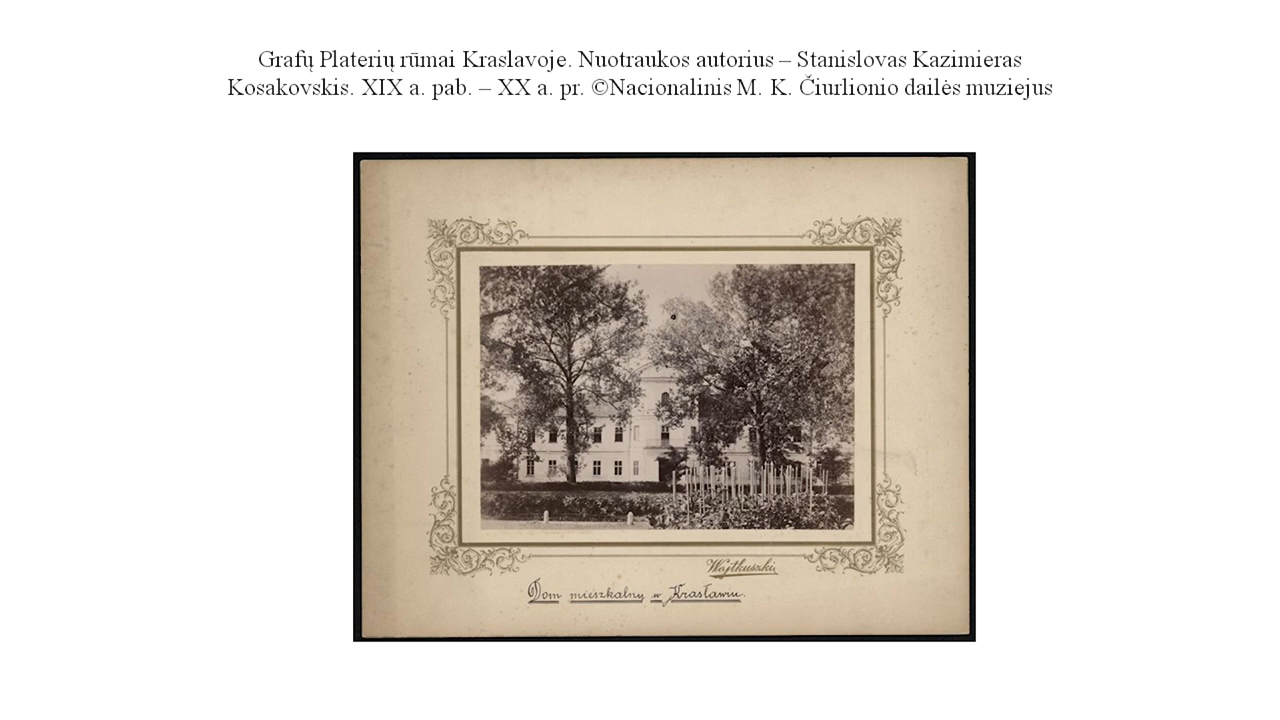 Grafų Platerių rūmai Kraslavoje. Nuotraukos autorius – Stanislovas Kazimieras
Kosakovskis. XIX a. pab. – XX a. pr. ©Nacionalinis M. K. Čiurlionio dailės muziejus
Wojtkuszki
Dom mieszkalny w Krasławiu.